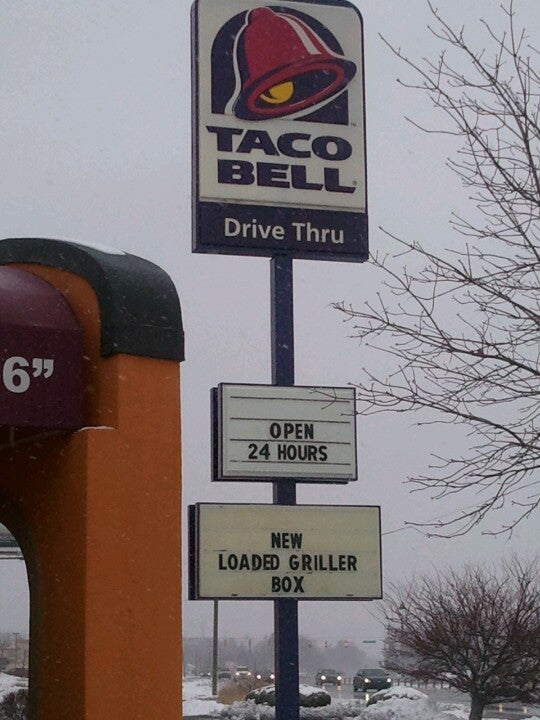 TACO
BELL
Drive Thru
6”
OPEN
24 HOURS
NEW
LOADED GRILLER
BOX